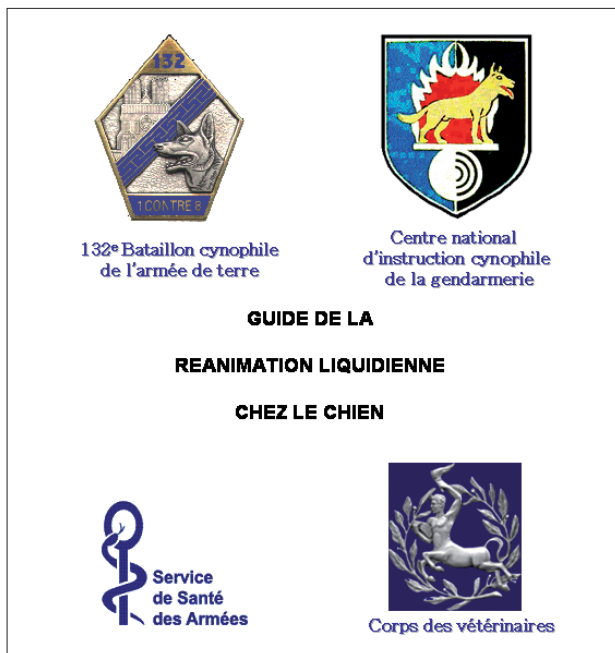 132
1 CONTRE 8
132e Bataillon cynophile
de l'armée de terre
Centre national
d'instruction cynophile
de la gendarmerie
GUIDE DE LA
REANIMATION LIQUIDIENNE
CHEZ LE CHIEN
Service
de Santé
des Armées
Corps des vétérinaires